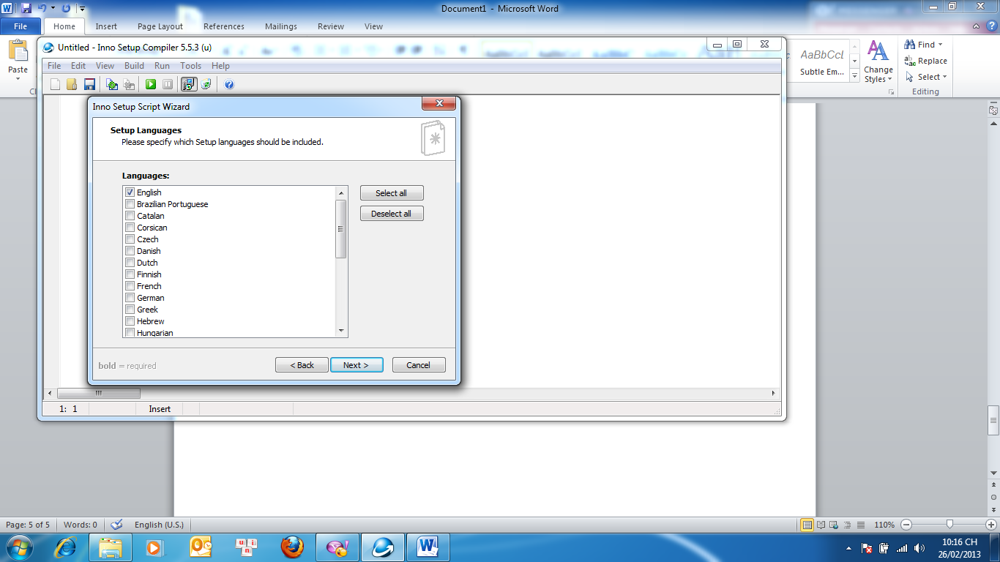 Document1 - Microsoft Word
File Home Insert Page Layout References Mailings Review View
Paste
AaBbCcL
Subtle Em...
Change Styles
Find
Replace
Select
Editing
Untitled - Inno Setup Compiler 5.5.3 (u)
File Edit View Build Run Tools Help
Inno Setup Script Wizard
Setup Languages
Please specify which Setup languages should be included.
Languages:
English
Brazilian Portuguese
Catalan
Corsican
Czech
Danish
Dutch
Finnish
French
German
Greek
Hebrew
Hungarian
Select all
Deselect all
bold = required
< Back Next > Cancel
1: 1 Insert
Page: 5 of 5 Words: 0 English (U.S.) 110%
10:16 CH
26/02/2013